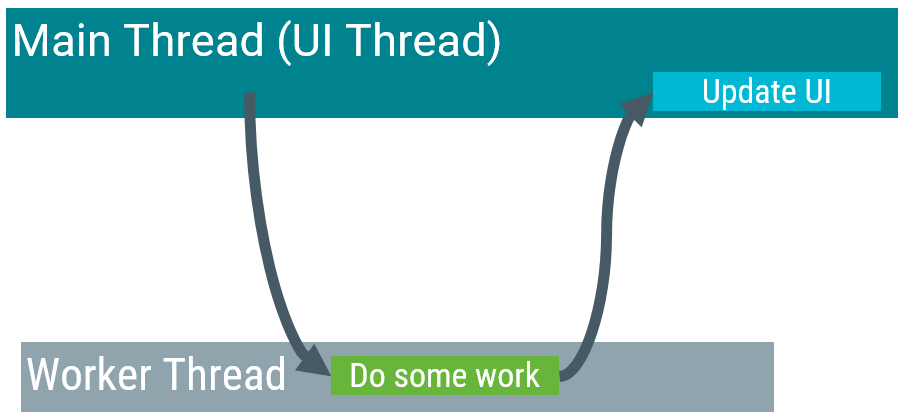 Main Thread (UI Thread)
Update UI
Worker Thread
Do some work